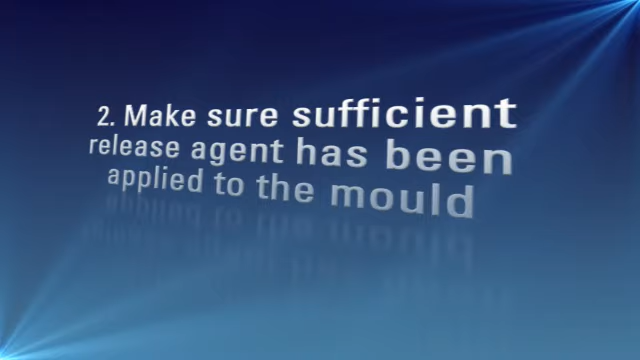 2. Make sure sufficient
release agent has been
applied to the mould